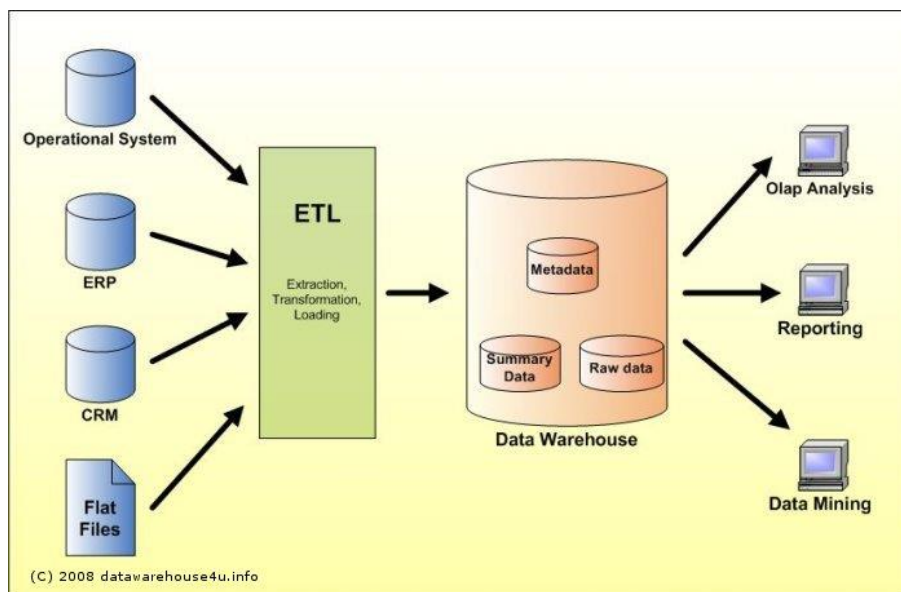 Operational System
ERP
CRM
Flat
Files
ETL
Extraction,
Transformation,
Loading
Metadata
Summary
Data
Raw data
Data Warehouse
Olap Analysis
Reporting
Data Mining
(C) 2008 datawarehouse4u.info